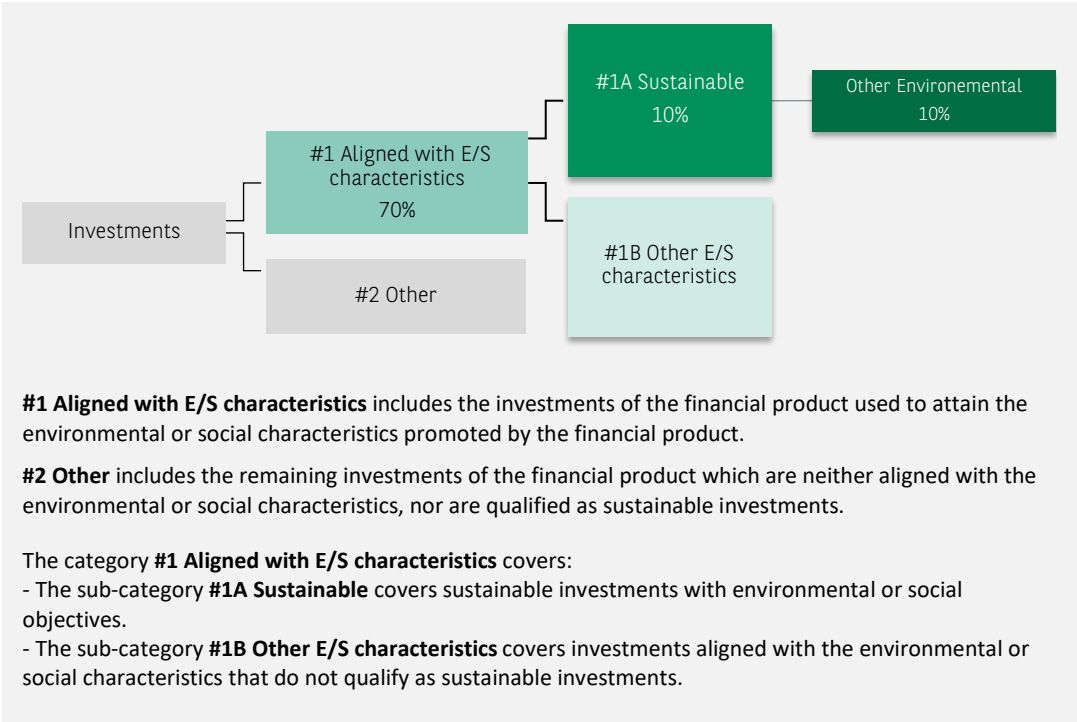 Investments
#1 Aligned with E/S
characteristics
70%
#2 Other
#1A Sustainable
10%
#1B Other E/S
characteristics
Other Environemental
10%
#1 Aligned with E/S characteristics includes the investments of the financial product used to attain the
environmental or social characteristics promoted by the financial product.
#2 Other includes the remaining investments of the financial product which are neither aligned with the
environmental or social characteristics, nor are qualified as sustainable investments.
The category #1 Aligned with E/S characteristics covers:
- The sub-category #1A Sustainable covers sustainable investments with environmental or social
objectives.
- The sub-category #1B Other E/S characteristics covers investments aligned with the environmental or
social characteristics that do not qualify as sustainable investments.